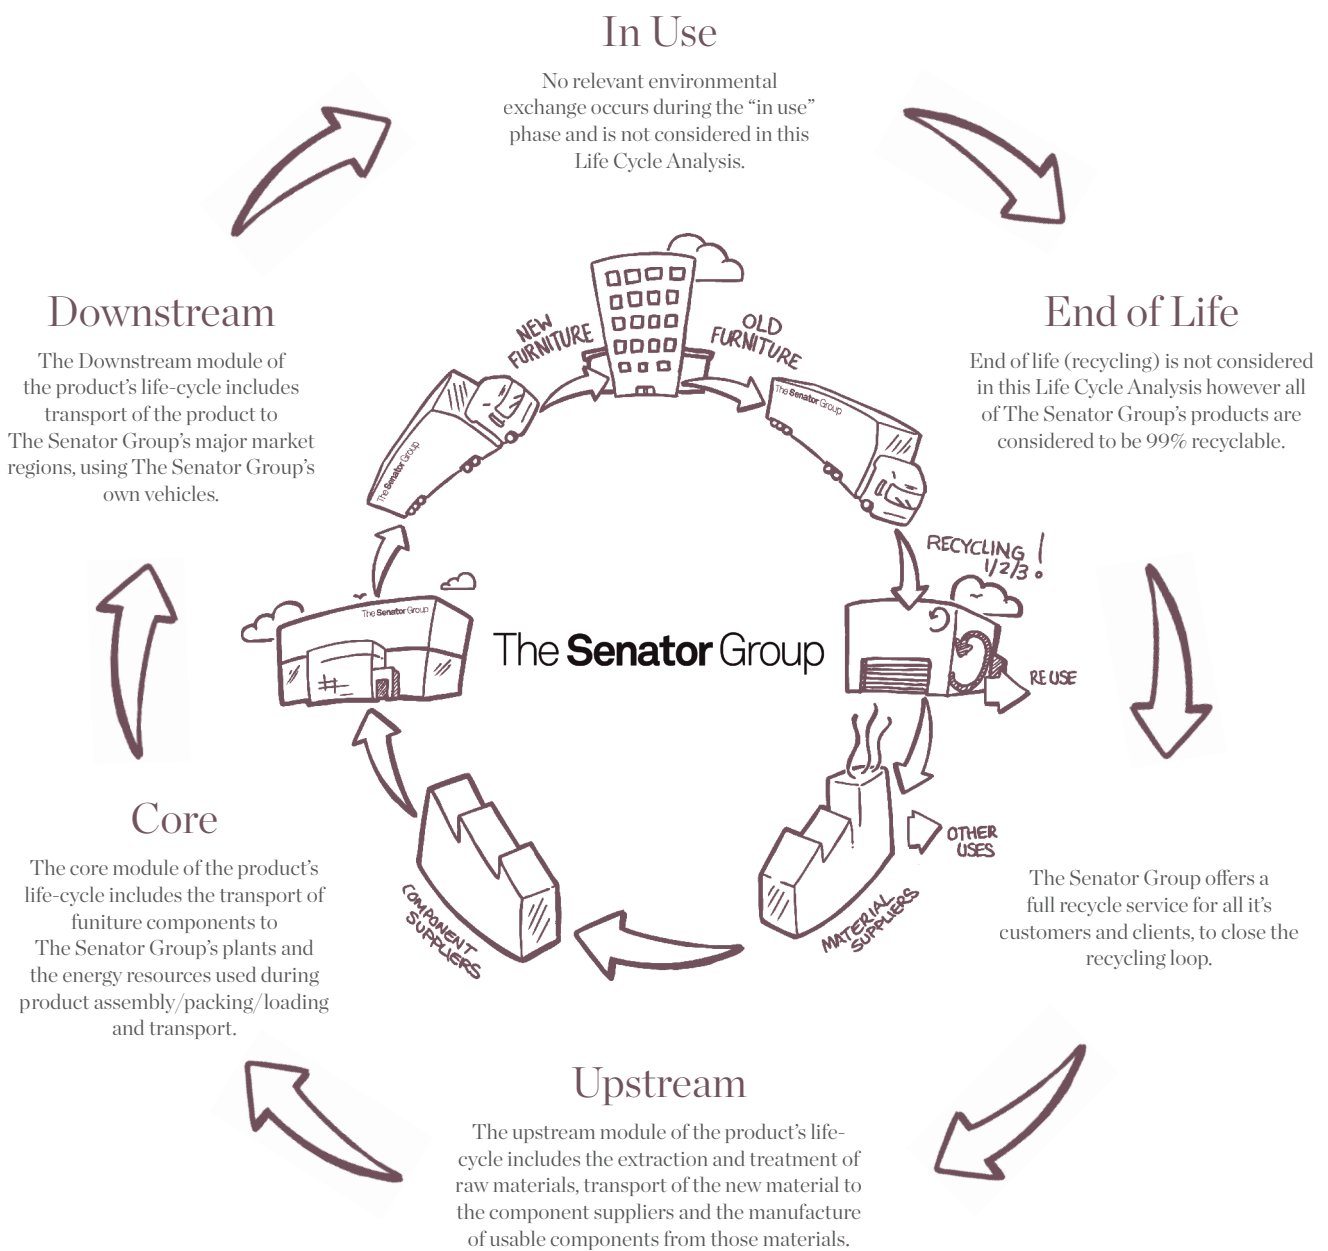 In Use
No relevant environmental
exchange occurs during the “in use”
phase and is not considered in this
Life Cycle Analysis.
Downstream
The Downstream module of
the product’s life-cycle includes
transport of the product to
The Senator Group’s major market
regions, using The Senator Group’s
own vehicles.
End of Life
End of life (recycling) is not considered
in this Life Cycle Analysis however all
of The Senator Group’s products are
considered to be 99% recyclable.
NEW
FURNITURE
OLD
FURNITURE
The Senator Group
The Senator Group
RECYCLING !
1/2/3
The Senator Group
The Senator Group
RE USE
OTHER
USES
COMPONENT
SUPPLIERS
MATERIAL
SUPPLIERS
Core
The core module of the product’s
life-cycle includes the transport of
funiture components to
The Senator Group’s plants and
the energy resources used during
product assembly/packing/loading
and transport.
The Senator Group offers a
full recycle service for all it’s
customers and clients, to close the
recycling loop.
Upstream
The upstream module of the product’s life-
cycle includes the extraction and treatment of
raw materials, transport of the new material to
the component suppliers and the manufacture
of usable components from those materials.